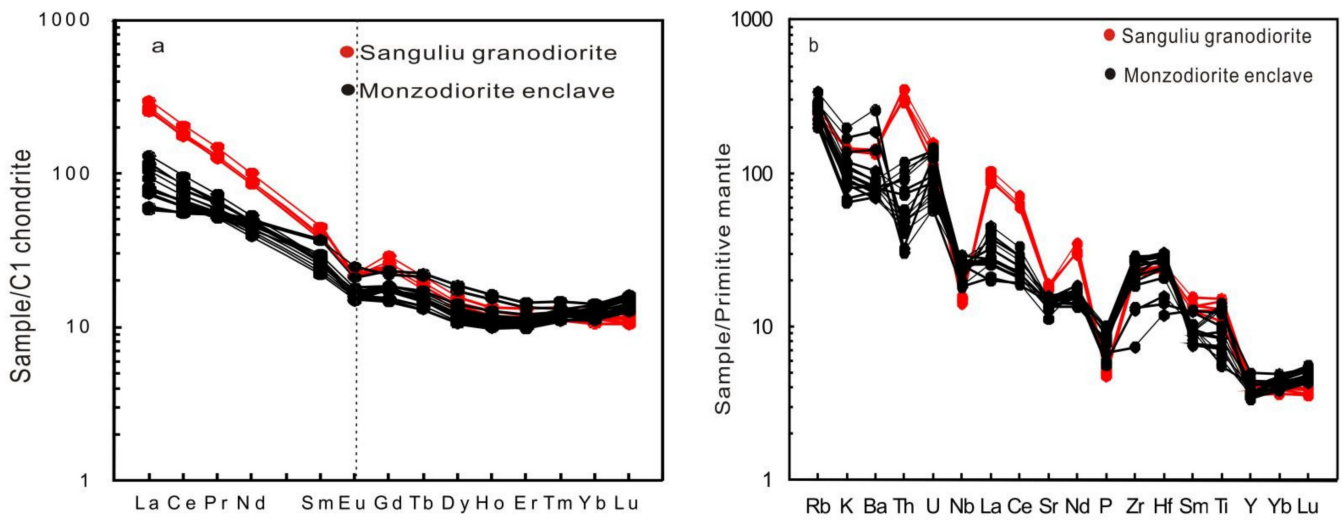 1000
a
Sanguliu granodiorite
Monzodiorite enclave
100
10
1
Sample/C1 chondrite
La Ce Pr Nd Sm Eu Gd Tb Dy Ho Er Tm Yb Lu
1000
b
Sanguliu granodiorite
Monzodiorite enclave
100
10
1
Sample/Primitive mantle
Rb K Ba Th U Nb La Ce Sr Nd P Zr Hf Sm Ti Y Yb Lu